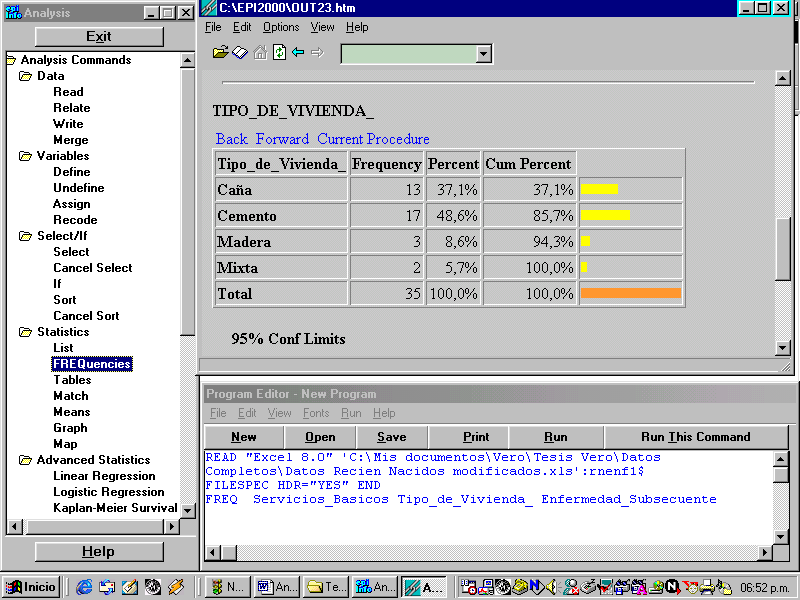 Analysis
Exit
Analysis Commands
Data
Read
Relate
Write
Merge
Variables
Define
Undefine
Assign
Recode
Select/If
Select
Cancel Select
If
Sort
Cancel Sort
Statistics
List
FREQuencies
Tables
Match
Means
Graph
Map
Advanced Statistics
Linear Regression
Logistic Regression
Kaplan-Meier Survival
Help
C:\EPI2000\OUT23.htm
File Edit Options View Help
TIPO_DE_VIVIENDA_
Back Forward Current Procedure
Tipo_de_Vivienda_ Frequency Percent Cum Percent
Caña 13 37,1% 37,1%
Cemento 17 48,6% 85,7%
Madera 3 8,6% 94,3%
Mixta 2 5,7% 100,0%
Total 35 100,0% 100,0%
95% Conf Limits
Program Editor - New Program
File Edit View Fonts Run Help
New Open Save Print Run Run This Command
READ "Excel 8.0" 'C:\Mis documentos\Vero\Tesis Vero\Datos
Completos\Datos Recien Nacidos modificados.xls':rnenf1$
FILESPEC HDR="YES" END
FREQ Servicios_Basicos Tipo_de_Vivienda_ Enfermedad_Subsecuente
Inicio N... An... Te... An... A... 06:52 p.m.